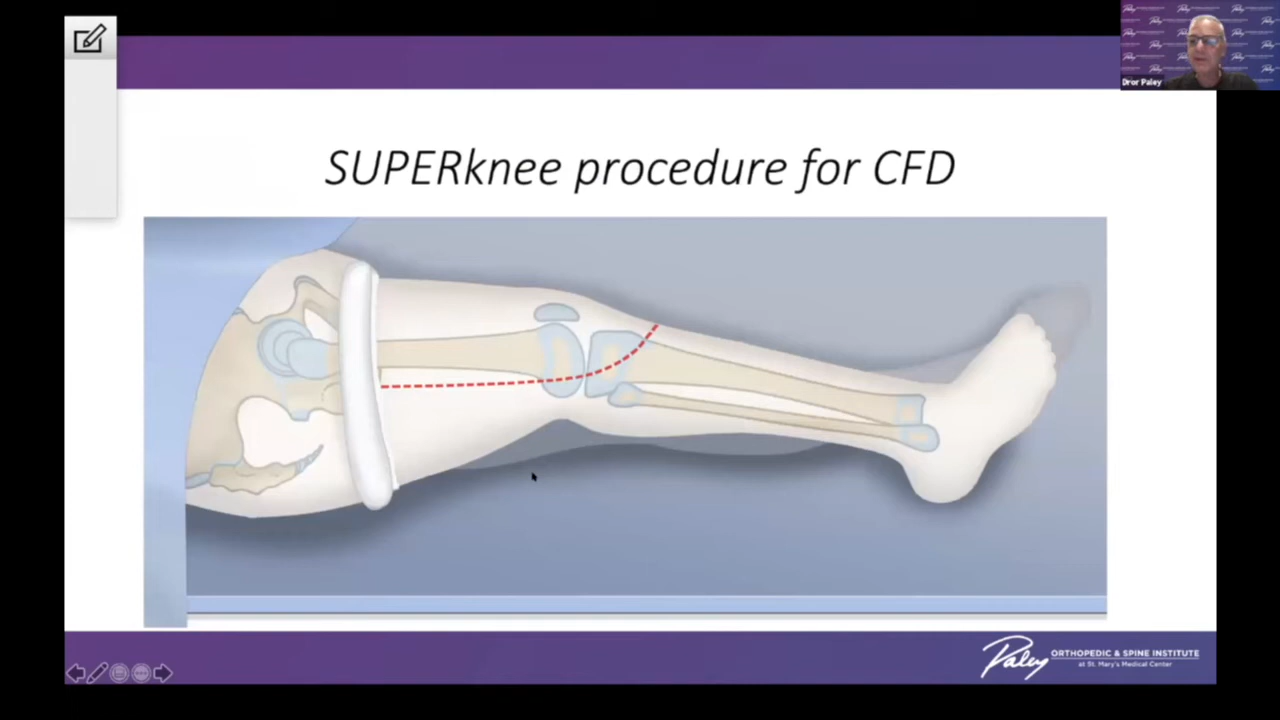 Dror Paley
SUPERknee procedure for CFD
Paley
ORTHOPEDIC & SPINE INSTITUTE
at St. Mary's Medical Center